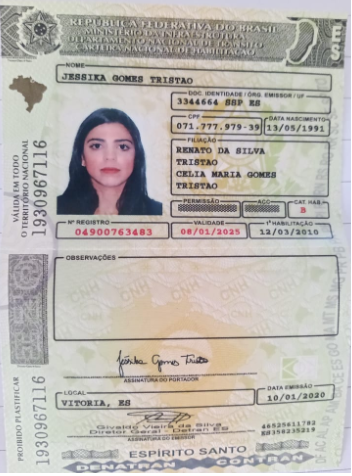 REPÚBLICA FEDERATIVA DO BRASIL
MINISTÉRIO DA INFRAESTRUTURA
DEPARTAMENTO NACIONAL DE TRÂNSITO
CARTEIRA NACIONAL DE HABILITAÇÃO
NOME
JESSIKA GOMES TRISTAO
DOC. IDENTIDADE / ÓRG. EMISSOR / UF
3344664 SSP ES
CPF
DATA NASCIMENTO
071.777.979-39
13/05/1991
FILIAÇÃO
RENATO DA SILVA
TRISTAO
CELIA MARIA GOMES
TRISTAO
PERMISSÃO
ACC
CAT. HAB.
B
Nº REGISTRO
VALIDADE
1ª HABILITAÇÃO
04900763483
08/01/2025
12/03/2010
VÁLIDA EM TODO
O TERRITÓRIO NACIONAL
1930967116
OBSERVAÇÕES
Jéssika Gomes Tristão
ASSINATURA DO PORTADOR
LOCAL
DATA EMISSÃO
VITORIA, ES
10/01/2020
Givaldo Vieira da Silva
Diretor Geral - Detran ES
ASSINATURA DO EMISSOR
ES158235219
PROIBIDO PLASTIFICAR
1930967116
ESPÍRITO SANTO
DENATRAN
CONTRAN